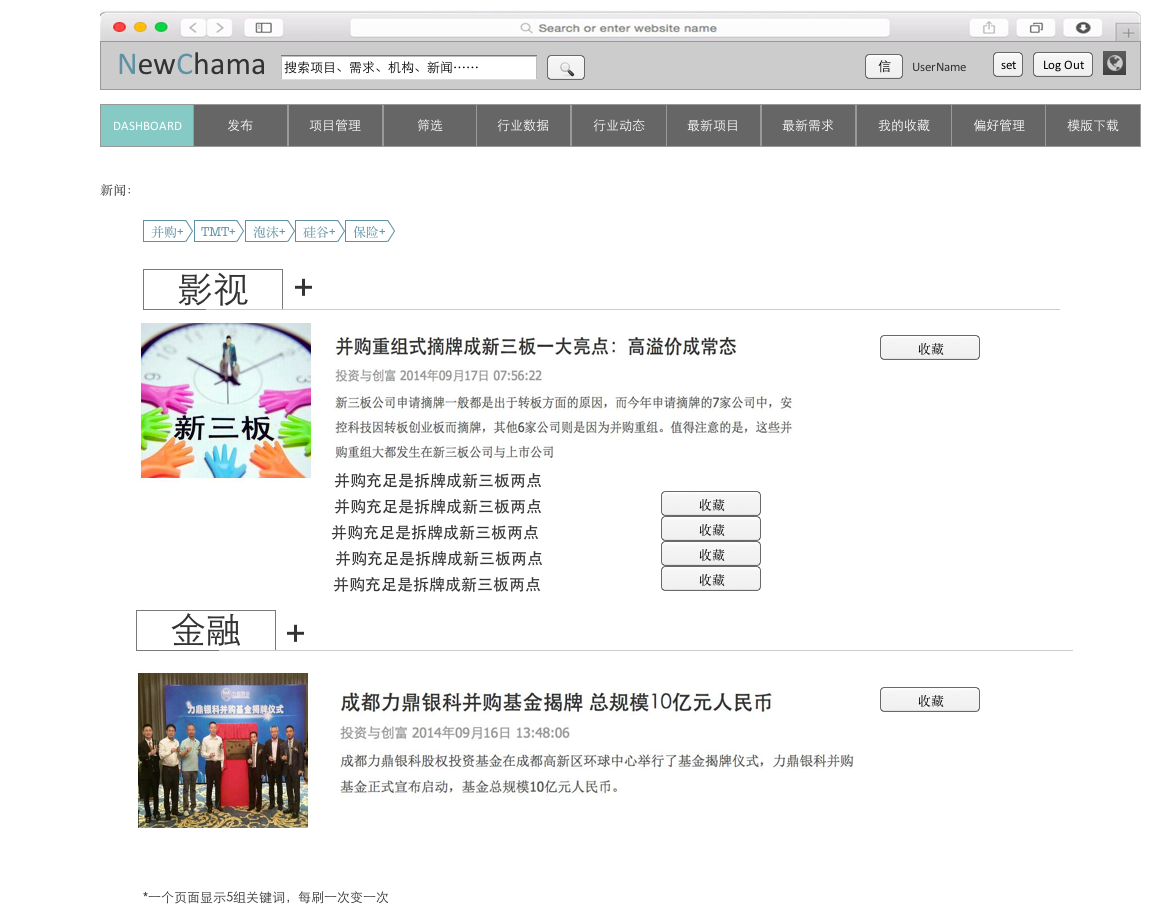 Search or enter website name
NewChama
搜索项目、需求、机构、新闻……
信
UserName
set
Log Out
DASHBOARD
发布
项目管理
筛选
行业数据
行业动态
最新项目
最新需求
我的收藏
偏好管理
模版下载
新闻：
并购+
TMT+
泡沫+
硅谷+
保险+
影视
+
新三板
并购重组式摘牌成新三板一大亮点：高溢价成常态
收藏
投资与创富 2014年09月17日 07:56:22
新三板公司申请摘牌一般都是出于转板方面的原因，而今年申请摘牌的7家公司中，安
控科技因转板创业板而摘牌，其他6家公司则是因为并购重组。值得注意的是，这些并
购重组大都发生在新三板公司与上市公司
并购充足是拆牌成新三板两点
并购充足是拆牌成新三板两点
收藏
并购充足是拆牌成新三板两点
收藏
并购充足是拆牌成新三板两点
收藏
并购充足是拆牌成新三板两点
收藏
金融
+
力鼎银科并购基金揭牌仪式
成都力鼎银科并购基金揭牌 总规模10亿元人民币
收藏
投资与创富 2014年09月16日 13:48:06
成都力鼎银科股权投资基金在成都高新区环球中心举行了基金揭牌仪式，力鼎银科并购
基金正式宣布启动，基金总规模10亿元人民币。
*一个页面显示5组关键词，每刷一次变一次